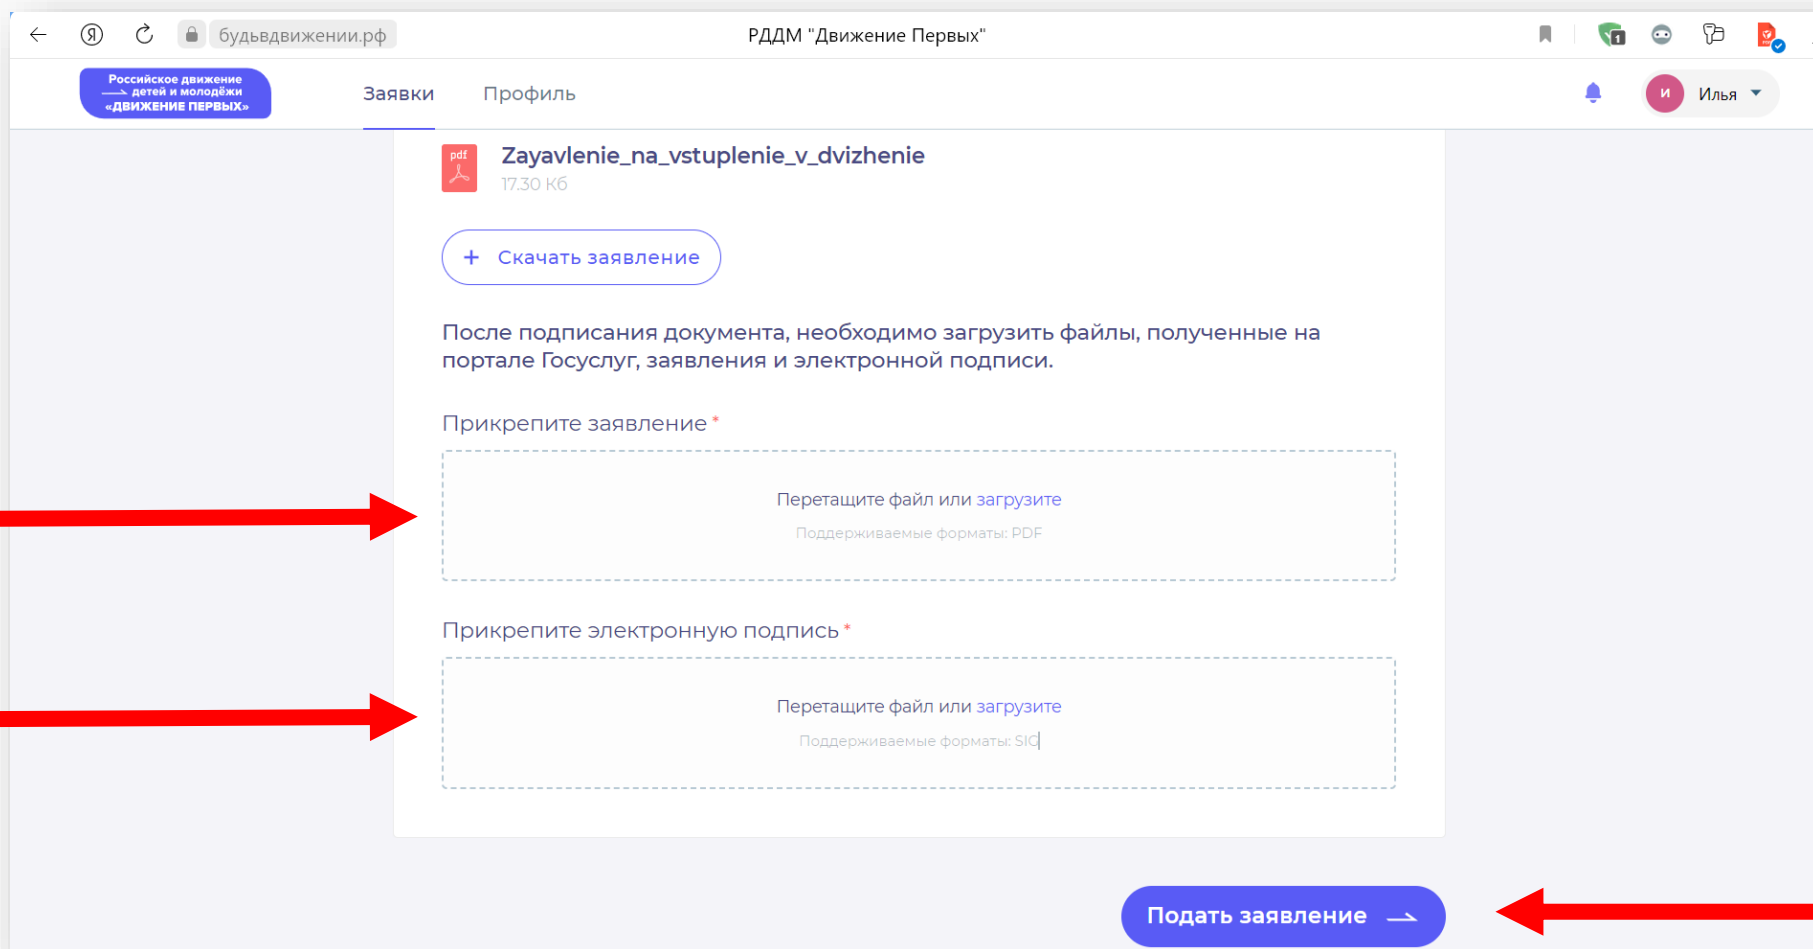 будьвдвижении.рф
РДДМ "Движение Первых"
1
Российское движение
детей и молодёжи
«ДВИЖЕНИЕ ПЕРВЫХ»
Заявки
Профиль
И
Илья
pdf
Zayavlenie_na_vstuplenie_v_dvizhenie
17.30 Кб
+ Скачать заявление
После подписания документа, необходимо загрузить файлы, полученные на
портале Госуслуг, заявления и электронной подписи.
Прикрепите заявление *
Перетащите файл или загрузите
Поддерживаемые форматы: PDF
Прикрепите электронную подпись *
Перетащите файл или загрузите
Поддерживаемые форматы: SIG
Подать заявление